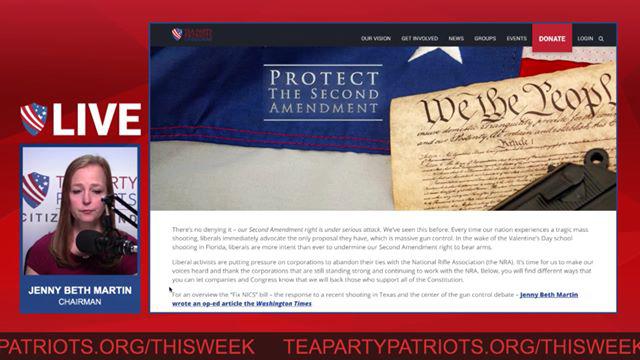 TEA PARTY
PATRIOTS
OUR VISION GET INVOLVED NEWS GROUPS EVENTS DONATE LOGIN
PROTECT
THE SECOND
AMENDMENT
We the People
Article 1
LIVE
TEA PARTY
CITIZENS FUND
JENNY BETH MARTIN
CHAIRMAN
There's no denying it – our Second Amendment right is under serious attack. We've seen this before. Every time our nation experiences a tragic mass
shooting, liberals immediately advocate the only proposal they have, which is massive gun control. In the wake of the Valentine's Day school
shooting in Florida, liberals are more intent than ever to undermine our Second Amendment right to bear arms.
Liberal activists are putting pressure on corporations to abandon their ties with the National Rifle Association (the NRA). It's time for us to make our
voices heard and thank the corporations that are still standing strong and continuing to work with the NRA. Below, you will find different ways that
you can let companies and Congress know that we will back those who support all of the Constitution.
For an overview the "Fix NICS" bill – the response to a recent shooting in Texas and the center of the gun control debate – Jenny Beth Martin
wrote an op-ed article the Washington Times
PATRIOTS.ORG/THISWEEK TEAPARTYPATRIOTS.ORG/THISWEEK